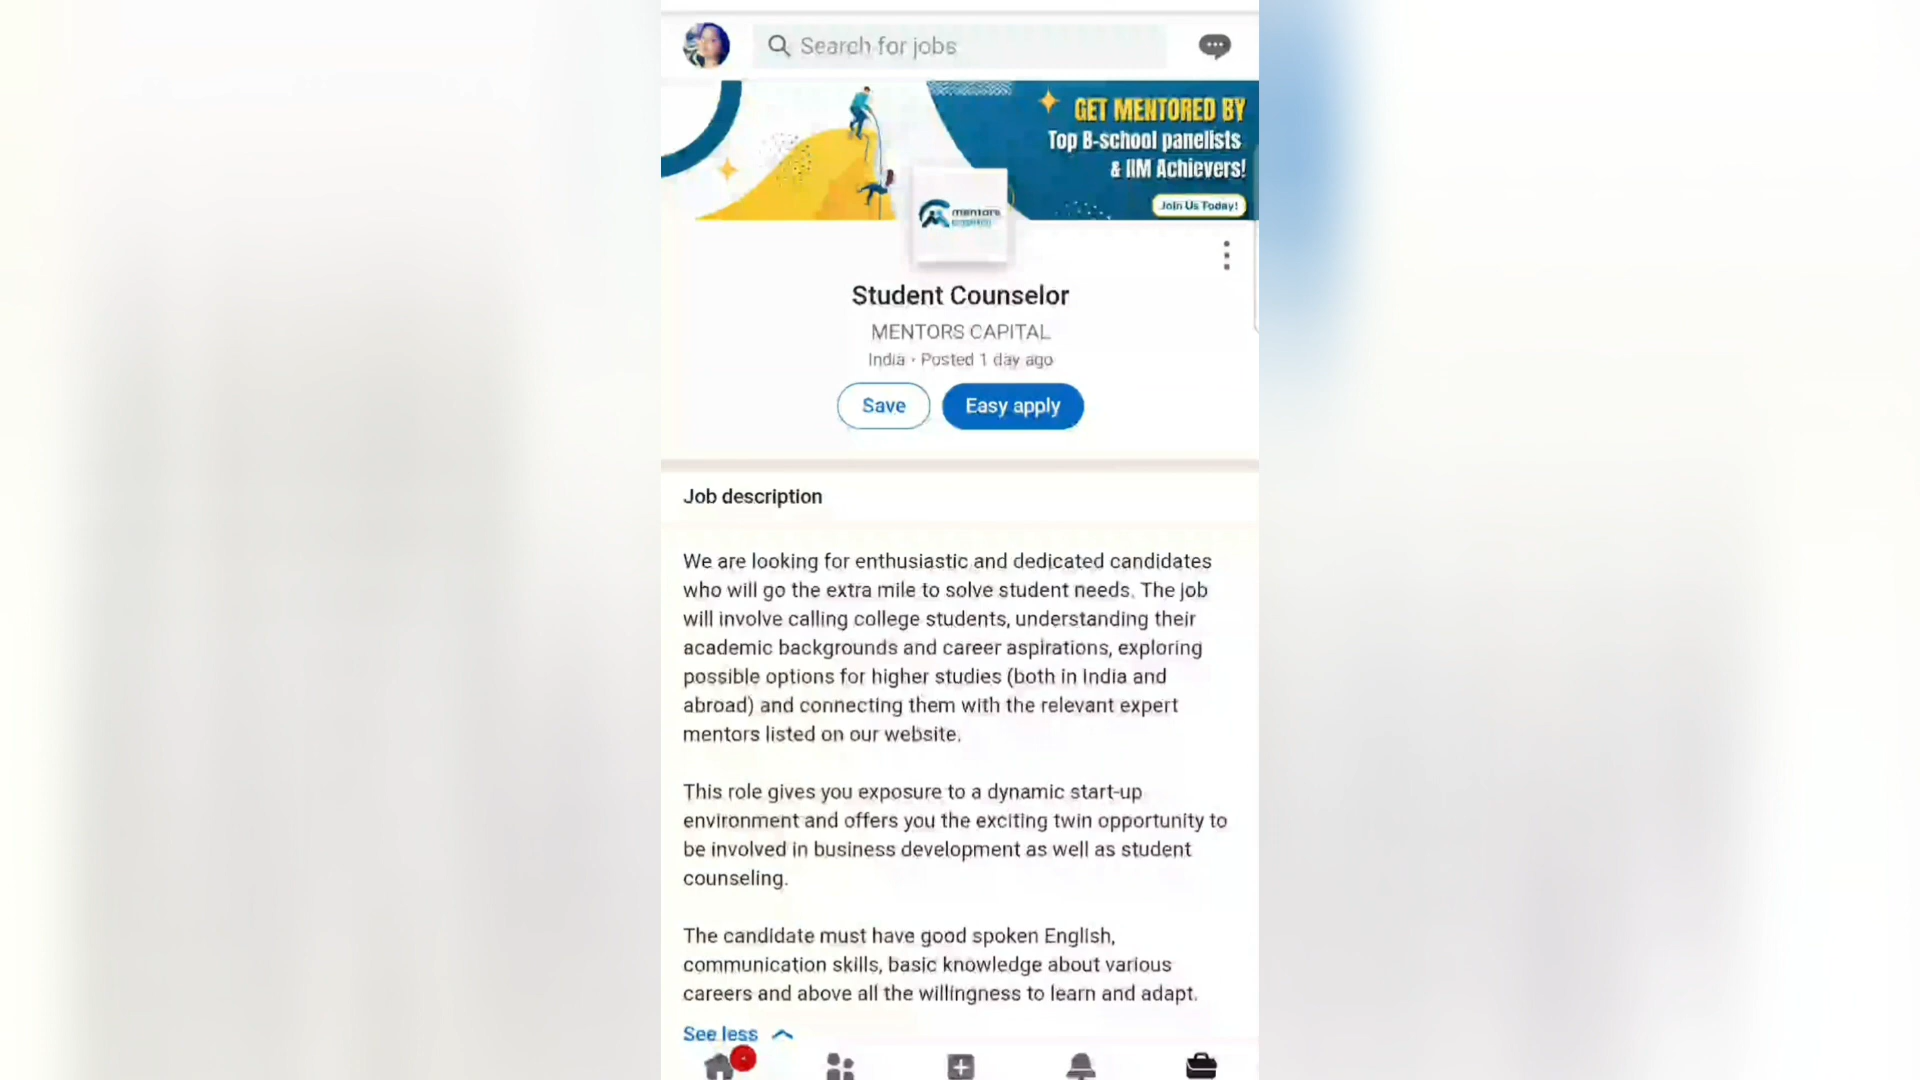 Search for jobs
GET MENTORED BY
Top B-school panelists
& IIM Achievers!
Join Us Today!
mentors
Student Counselor
MENTORS CAPITAL
India • Posted 1 day ago
Save
Easy apply
Job description
We are looking for enthusiastic and dedicated candidates
who will go the extra mile to solve student needs. The job
will involve calling college students, understanding their
academic backgrounds and career aspirations, exploring
possible options for higher studies (both in India and
abroad) and connecting them with the relevant expert
mentors listed on our website.
This role gives you exposure to a dynamic start-up
environment and offers you the exciting twin opportunity to
be involved in business development as well as student
counseling.
The candidate must have good spoken English,
communication skills, basic knowledge about various
careers and above all the willingness to learn and adapt.
See less